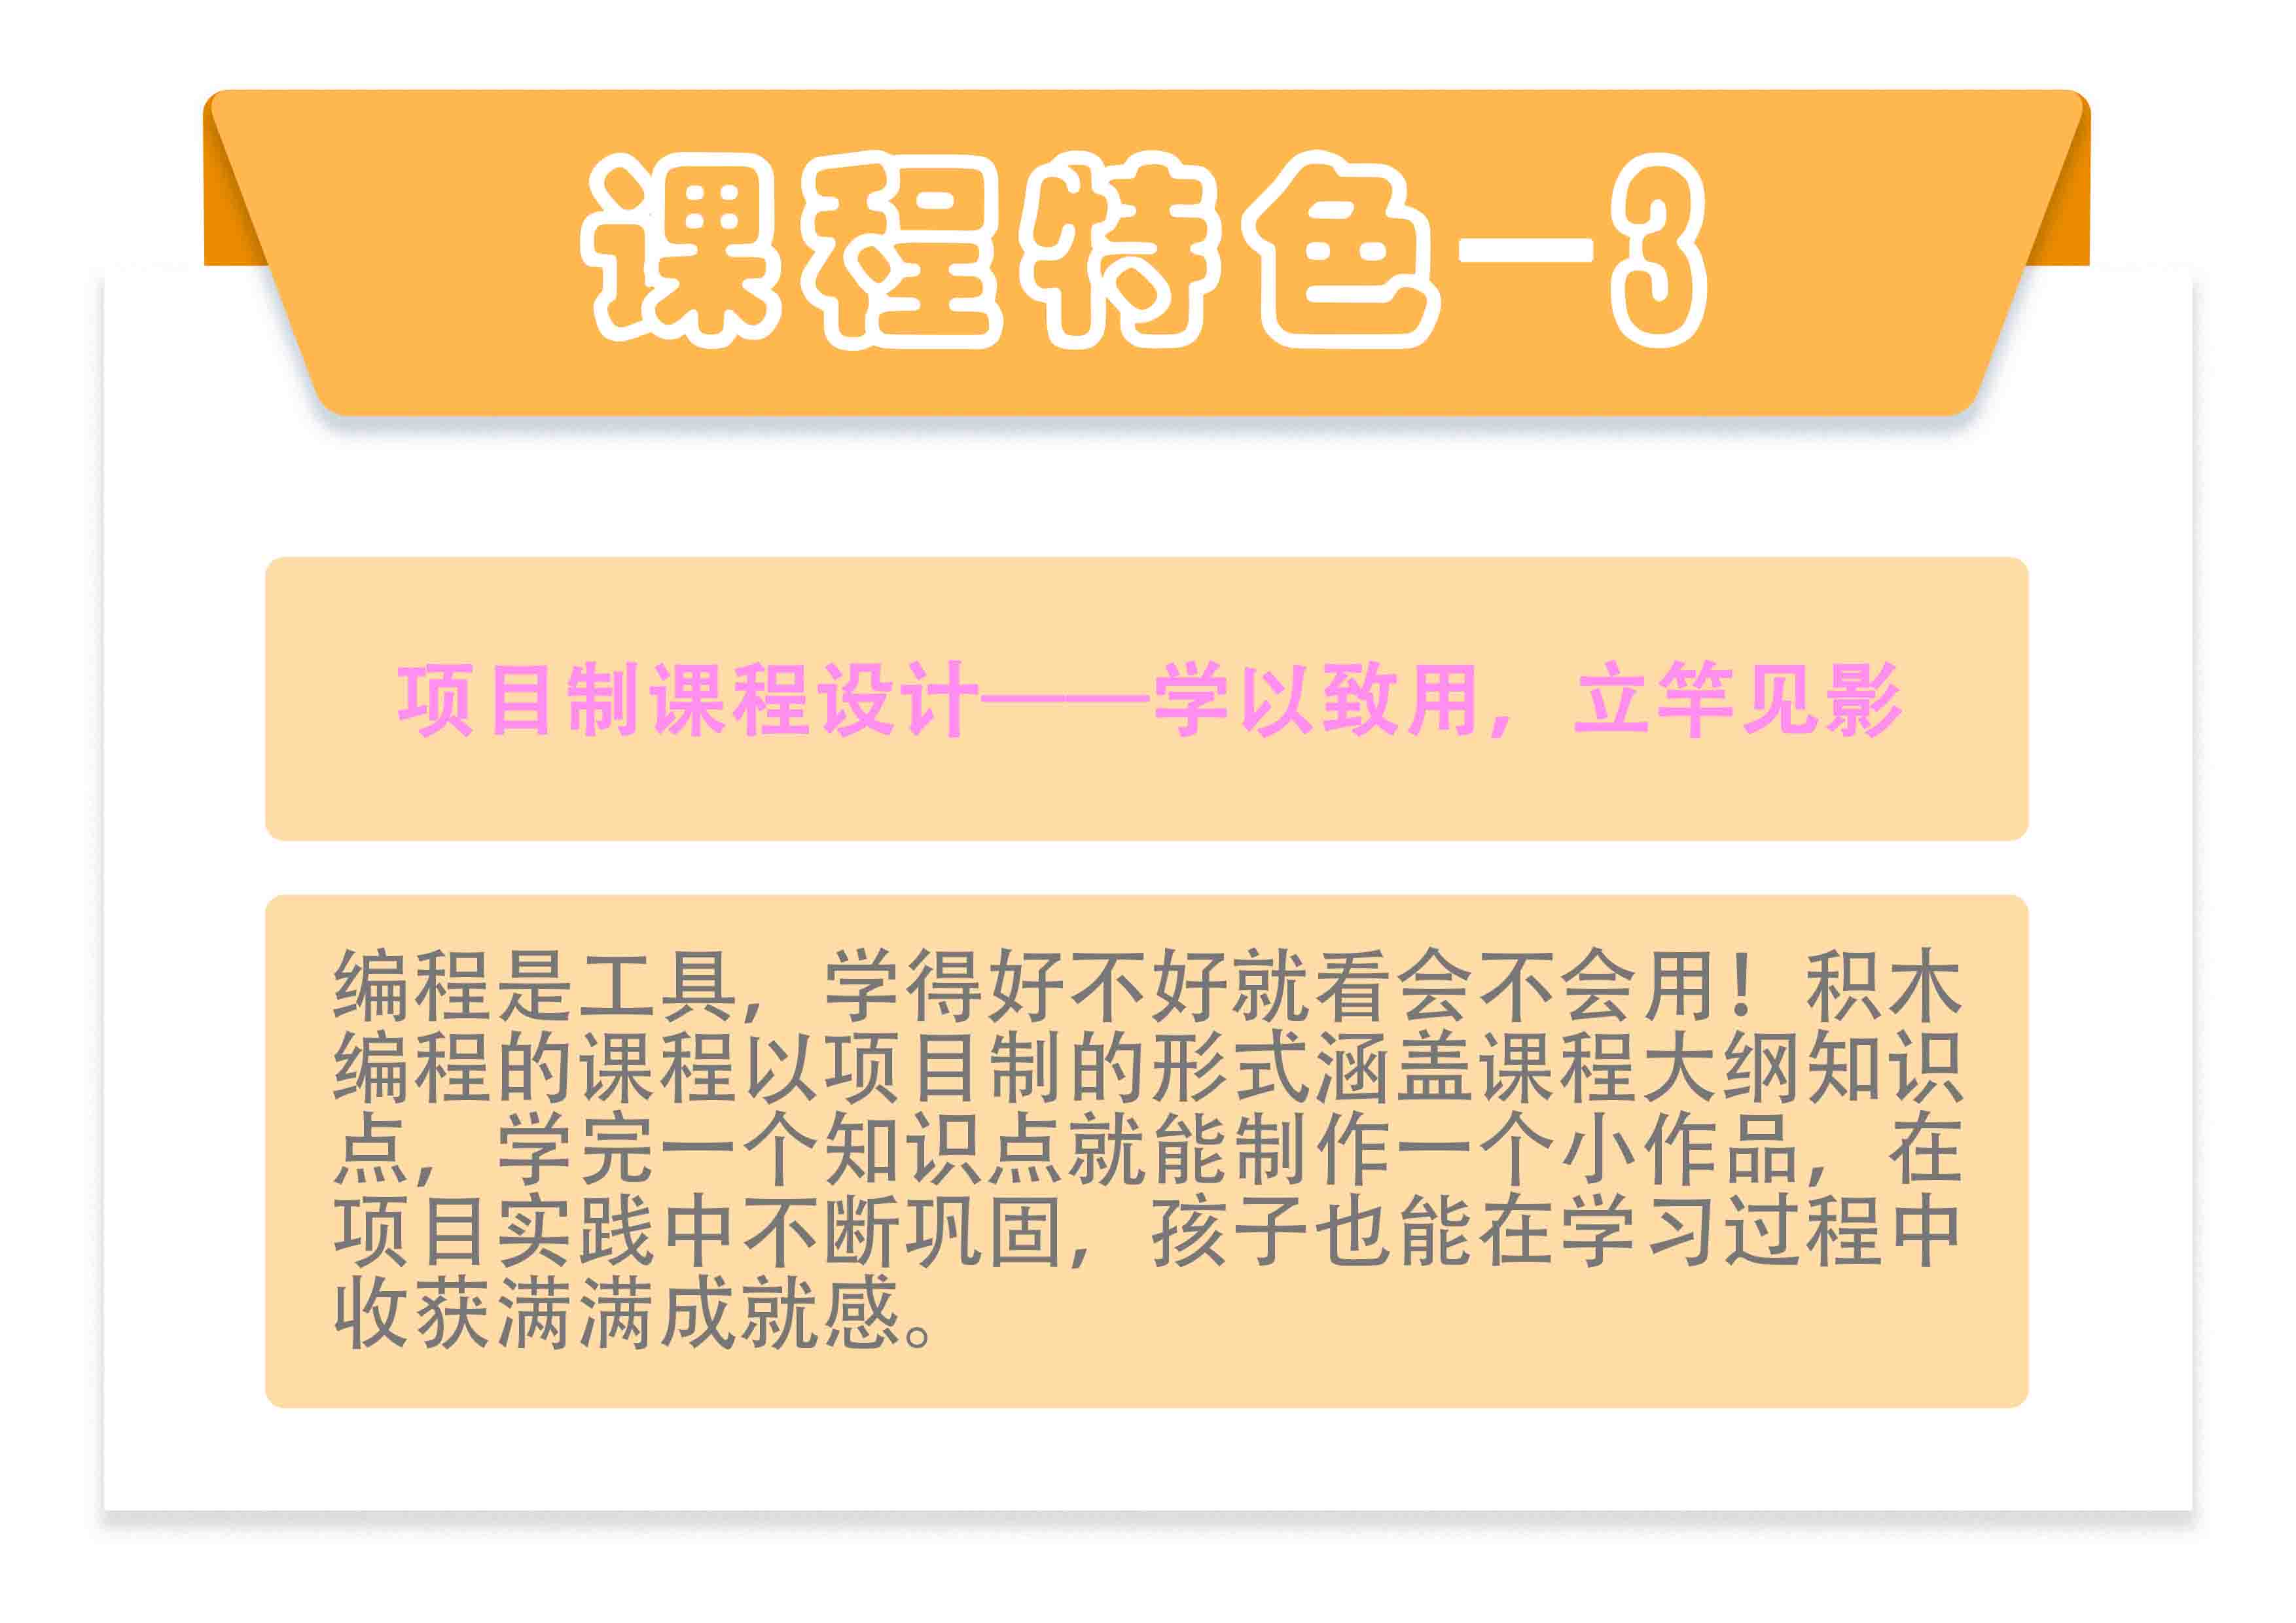 课程特色—3
项目制课程设计——学以致用，立竿见影
编程是工具，学得好不好就看会不会用！积木
编程的课程以项目制的形式涵盖课程大纲知识
点，学完一个知识点就能制作一个小作品，在
项目实践中不断巩固，孩子也能在学习过程中
收获满满成就感。